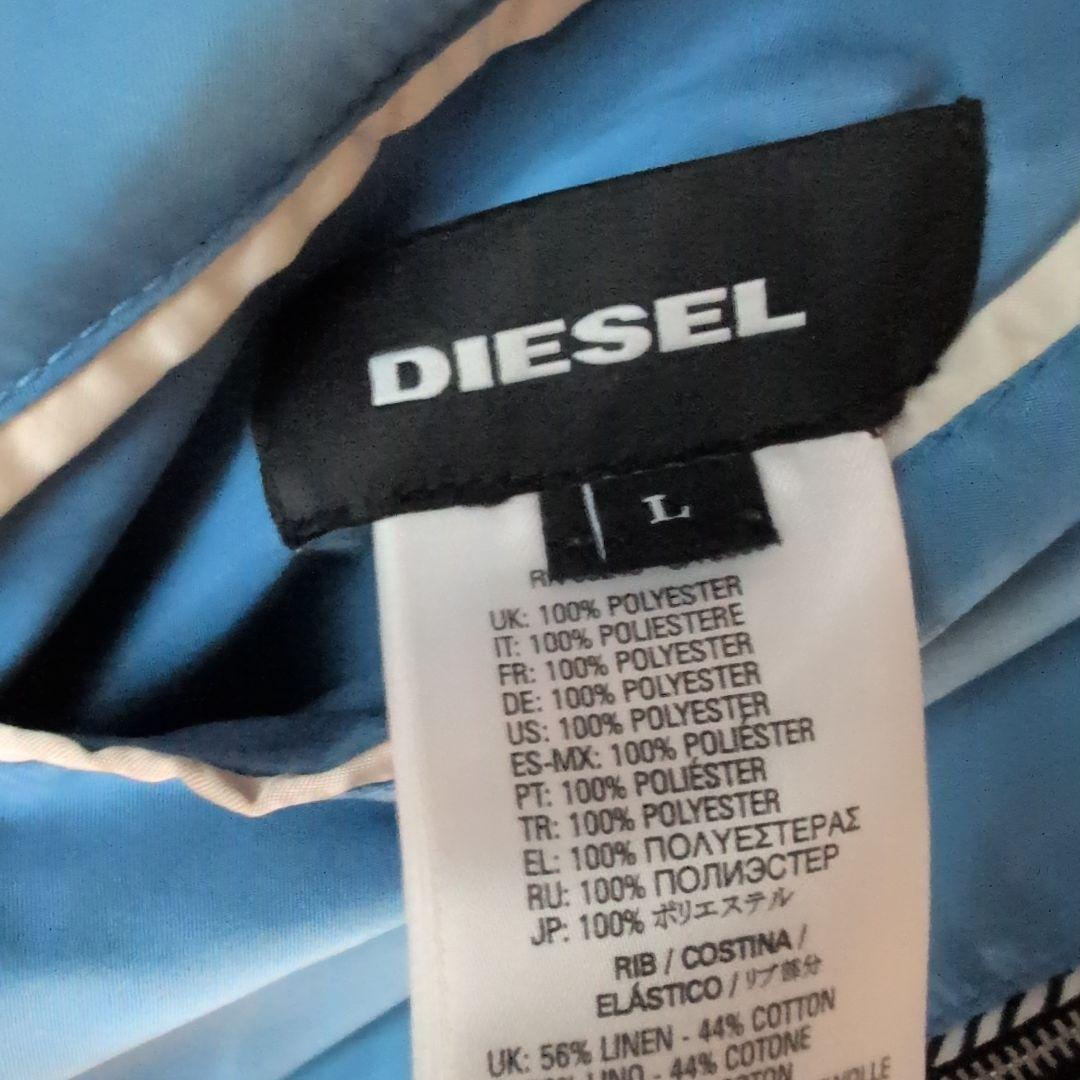 DIESEL
L
UK: 100% POLYESTER
IT: 100% POLIESTERE
FR: 100% POLYESTER
DE: 100% POLYESTER
US: 100% POLYESTER
ES-MX: 100% POLIÉSTER
PT: 100% POLIÉSTER
TR: 100% POLYESTER
EL: 100% ΠΟΛΥΕΣΤΕΡΑΣ
RU: 100% ПОЛИЭСТЕР
JP: 100% ポリエステル
RIB / COSTINA /
ELÁSTICO / リブ部分
UK: 56% LINEN - 44% COTTON
LINO - 44% COTONE